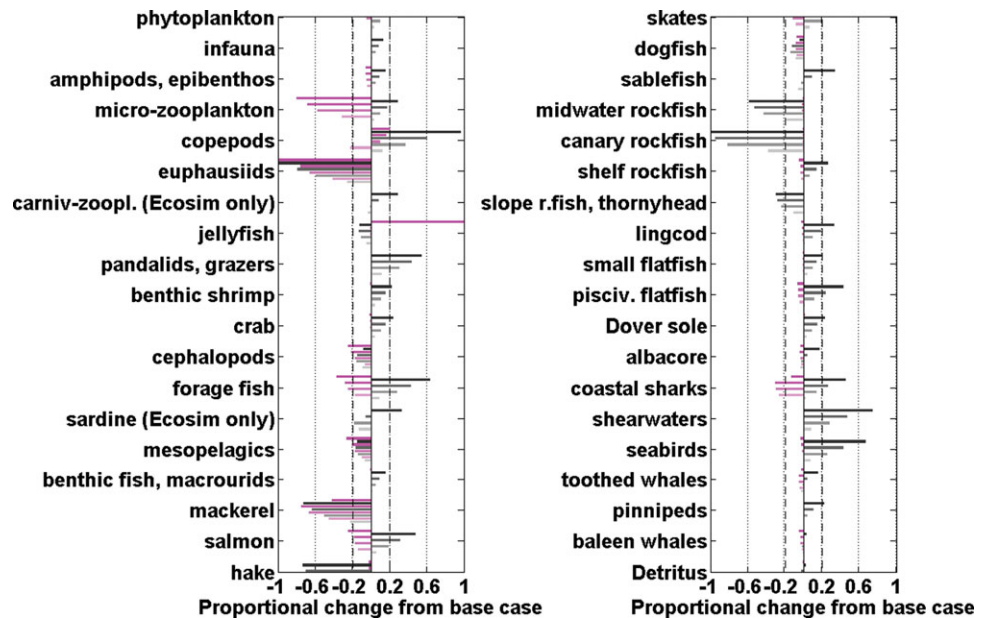 phytoplankton
infauna
amphipods, epibenthos
micro-zooplankton
copepods
euphausiids
carniv-zoopl. (Ecosim only)
jellyfish
pandalids, grazers
benthic shrimp
crab
cephalopods
forage fish
sardine (Ecosim only)
mesopelagics
benthic fish, macrourids
mackerel
salmon
hake
-1 -0.6 -0.2 0.2 0.6 1
Proportional change from base case
skates
dogfish
sablefish
midwater rockfish
canary rockfish
shelf rockfish
slope r.fish, thornyhead
lingcod
small flatfish
pisciv. flatfish
Dover sole
albacore
coastal sharks
shearwaters
seabirds
toothed whales
pinnipeds
baleen whales
Detritus
-1 -0.6 -0.2 0.2 0.6 1
Proportional change from base case